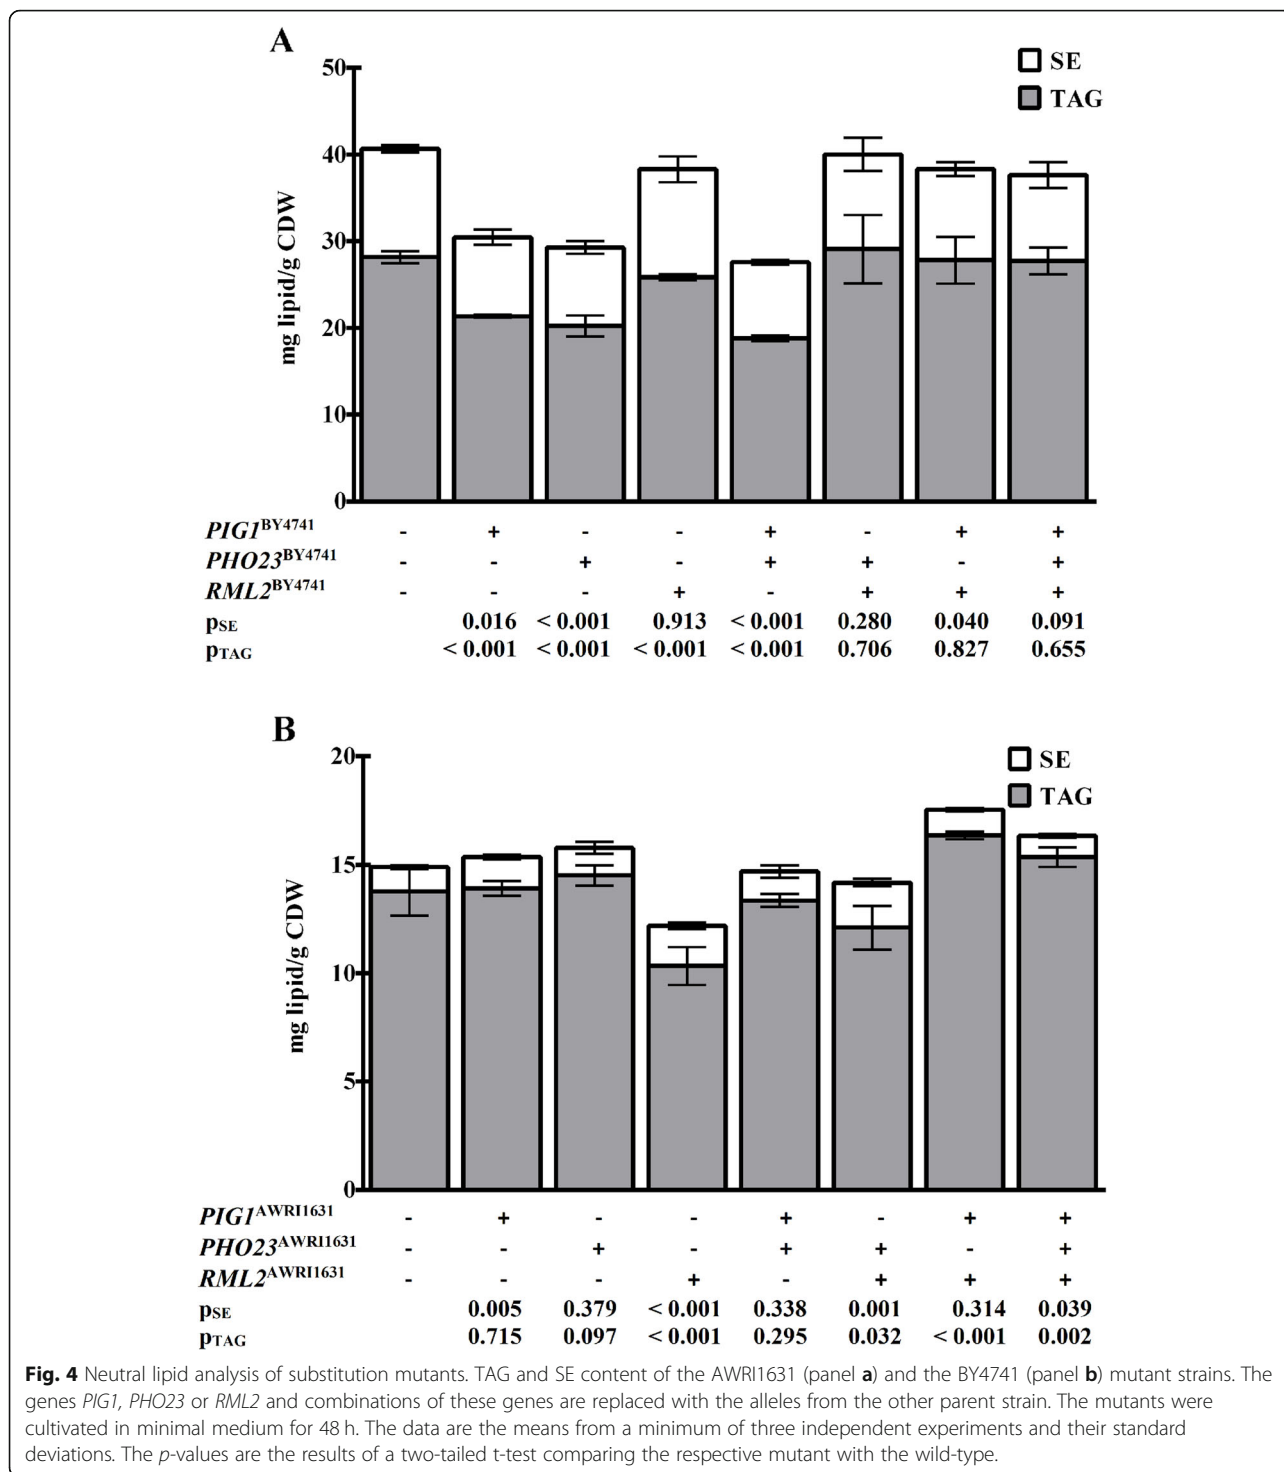 A
SE
TAG
50
40
30
20
10
0
mg lipid/g CDW
PIG1BY4741 - + - - + - + +
PHO23BY4741 - - + - + + - +
RML2BY4741 - - - + - + + +
pSE 0.016 < 0.001 0.913 < 0.001 0.280 0.040 0.091
pTAG < 0.001 < 0.001 < 0.001 < 0.001 0.706 0.827 0.655
B
SE
TAG
20
15
10
5
0
mg lipid/g CDW
PIG1AWRI1631 - + - - + - + +
PHO23AWRI1631 - - + - + + - +
RML2AWRI1631 - - - + - + + +
pSE 0.005 0.379 < 0.001 0.338 0.001 0.314 0.039
pTAG 0.715 0.097 < 0.001 0.295 0.032 < 0.001 0.002
Fig. 4 Neutral lipid analysis of substitution mutants. TAG and SE content of the AWRI1631 (panel a) and the BY4741 (panel b) mutant strains. The
genes PIG1, PHO23 or RML2 and combinations of these genes are replaced with the alleles from the other parent strain. The mutants were
cultivated in minimal medium for 48 h. The data are the means from a minimum of three independent experiments and their standard
deviations. The p-values are the results of a two-tailed t-test comparing the respective mutant with the wild-type.